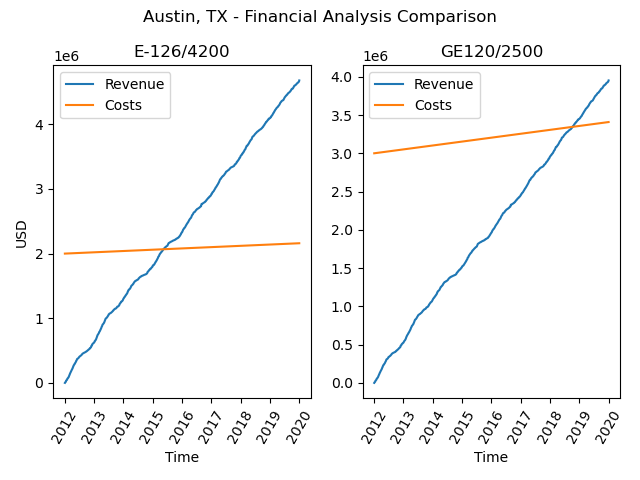 Austin, TX - Financial Analysis Comparison
E-126/4200
1e6
Revenue
Costs
4
3
2
1
0
USD
2012
2013
2014
2015
2016
2017
2018
2019
2020
Time
GE120/2500
1e6
Revenue
Costs
4.0
3.5
3.0
2.5
2.0
1.5
1.0
0.5
0.0
2012
2013
2014
2015
2016
2017
2018
2019
2020
Time